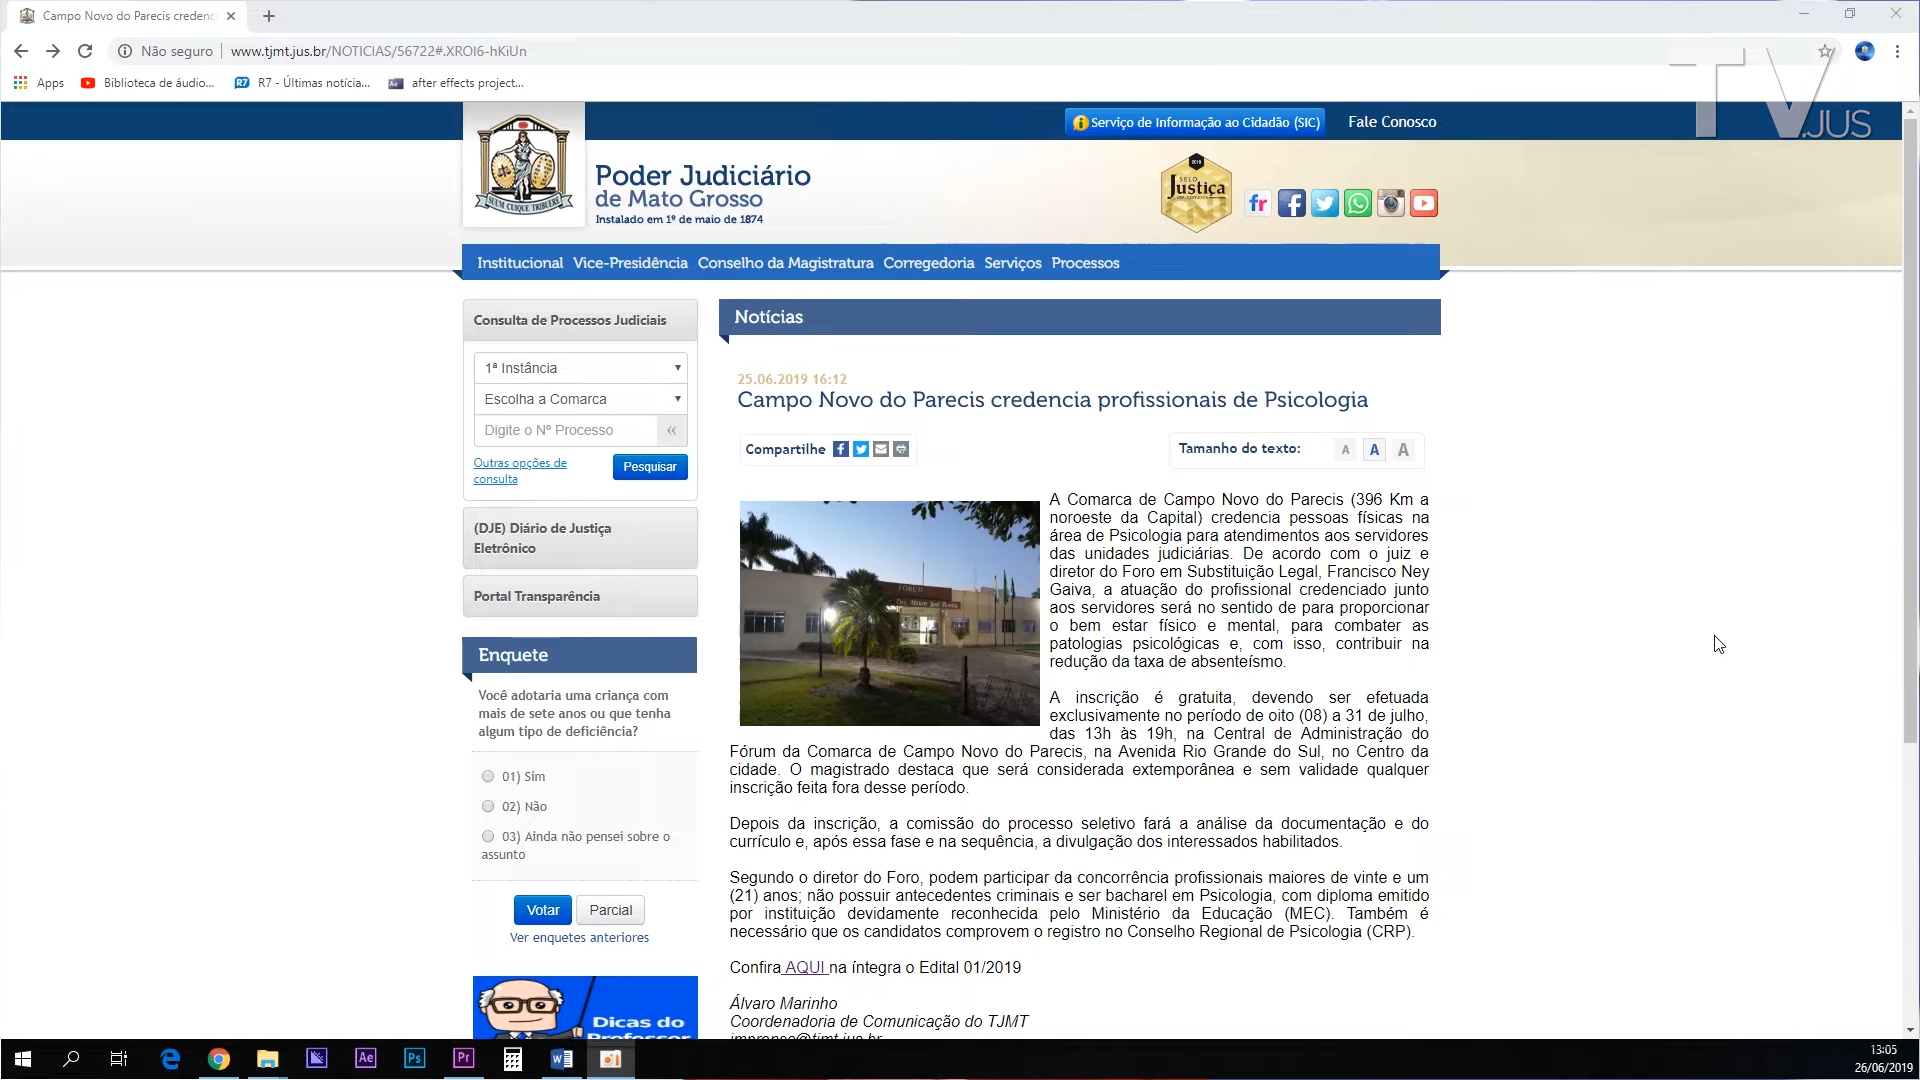 Campo Novo do Parecis credenc
Não seguro | www.tjmt.jus.br/NOTICIAS/56722#.XROI6-hKiUn
Apps
Biblioteca de áudio...
R7 - Últimas notícia...
after effects project...
TV.JUS
Serviço de Informação ao Cidadão (SIC)
Fale Conosco
SUUM CUIQUE TRIBUERE
Poder Judiciário
de Mato Grosso
Instalado em 1º de maio de 1874
SELO
Justiça
Institucional Vice-Presidência Conselho da Magistratura Corregedoria Serviços Processos
Consulta de Processos Judiciais
1ª Instância
Escolha a Comarca
Digite o Nº Processo
Outras opções de
consulta
Pesquisar
(DJE) Diário de Justiça
Eletrônico
Portal Transparência
Enquete
Você adotaria uma criança com
mais de sete anos ou que tenha
algum tipo de deficiência?
01) Sim
02) Não
03) Ainda não pensei sobre o
assunto
Votar
Parcial
Ver enquetes anteriores
Dicas do
Professor
Notícias
25.06.2019 16:12
Campo Novo do Parecis credencia profissionais de Psicologia
Compartilhe
Tamanho do texto: A A A
FÓRUM
A Comarca de Campo Novo do Parecis (396 Km a
noroeste da Capital) credencia pessoas físicas na
área de Psicologia para atendimentos aos servidores
das unidades judiciárias. De acordo com o juiz e
diretor do Foro em Substituição Legal, Francisco Ney
Gaiva, a atuação do profissional credenciado junto
aos servidores será no sentido de para proporcionar
o bem estar físico e mental, para combater as
patologias psicológicas e, com isso, contribuir na
redução da taxa de absenteísmo.
A inscrição é gratuita, devendo ser efetuada
exclusivamente no período de oito (08) a 31 de julho,
das 13h às 19h, na Central de Administração do
Fórum da Comarca de Campo Novo do Parecis, na Avenida Rio Grande do Sul, no Centro da
cidade. O magistrado destaca que será considerada extemporânea e sem validade qualquer
inscrição feita fora desse período.
Depois da inscrição, a comissão do processo seletivo fará a análise da documentação e do
currículo e, após essa fase e na sequência, a divulgação dos interessados habilitados.
Segundo o diretor do Foro, podem participar da concorrência profissionais maiores de vinte e um
(21) anos; não possuir antecedentes criminais e ser bacharel em Psicologia, com diploma emitido
por instituição devidamente reconhecida pelo Ministério da Educação (MEC). Também é
necessário que os candidatos comprovem o registro no Conselho Regional de Psicologia (CRP).
Confira AQUI na íntegra o Edital 01/2019
Álvaro Marinho
Coordenadoria de Comunicação do TJMT
imprensa@tjmt.jus.br
13:05
26/06/2019